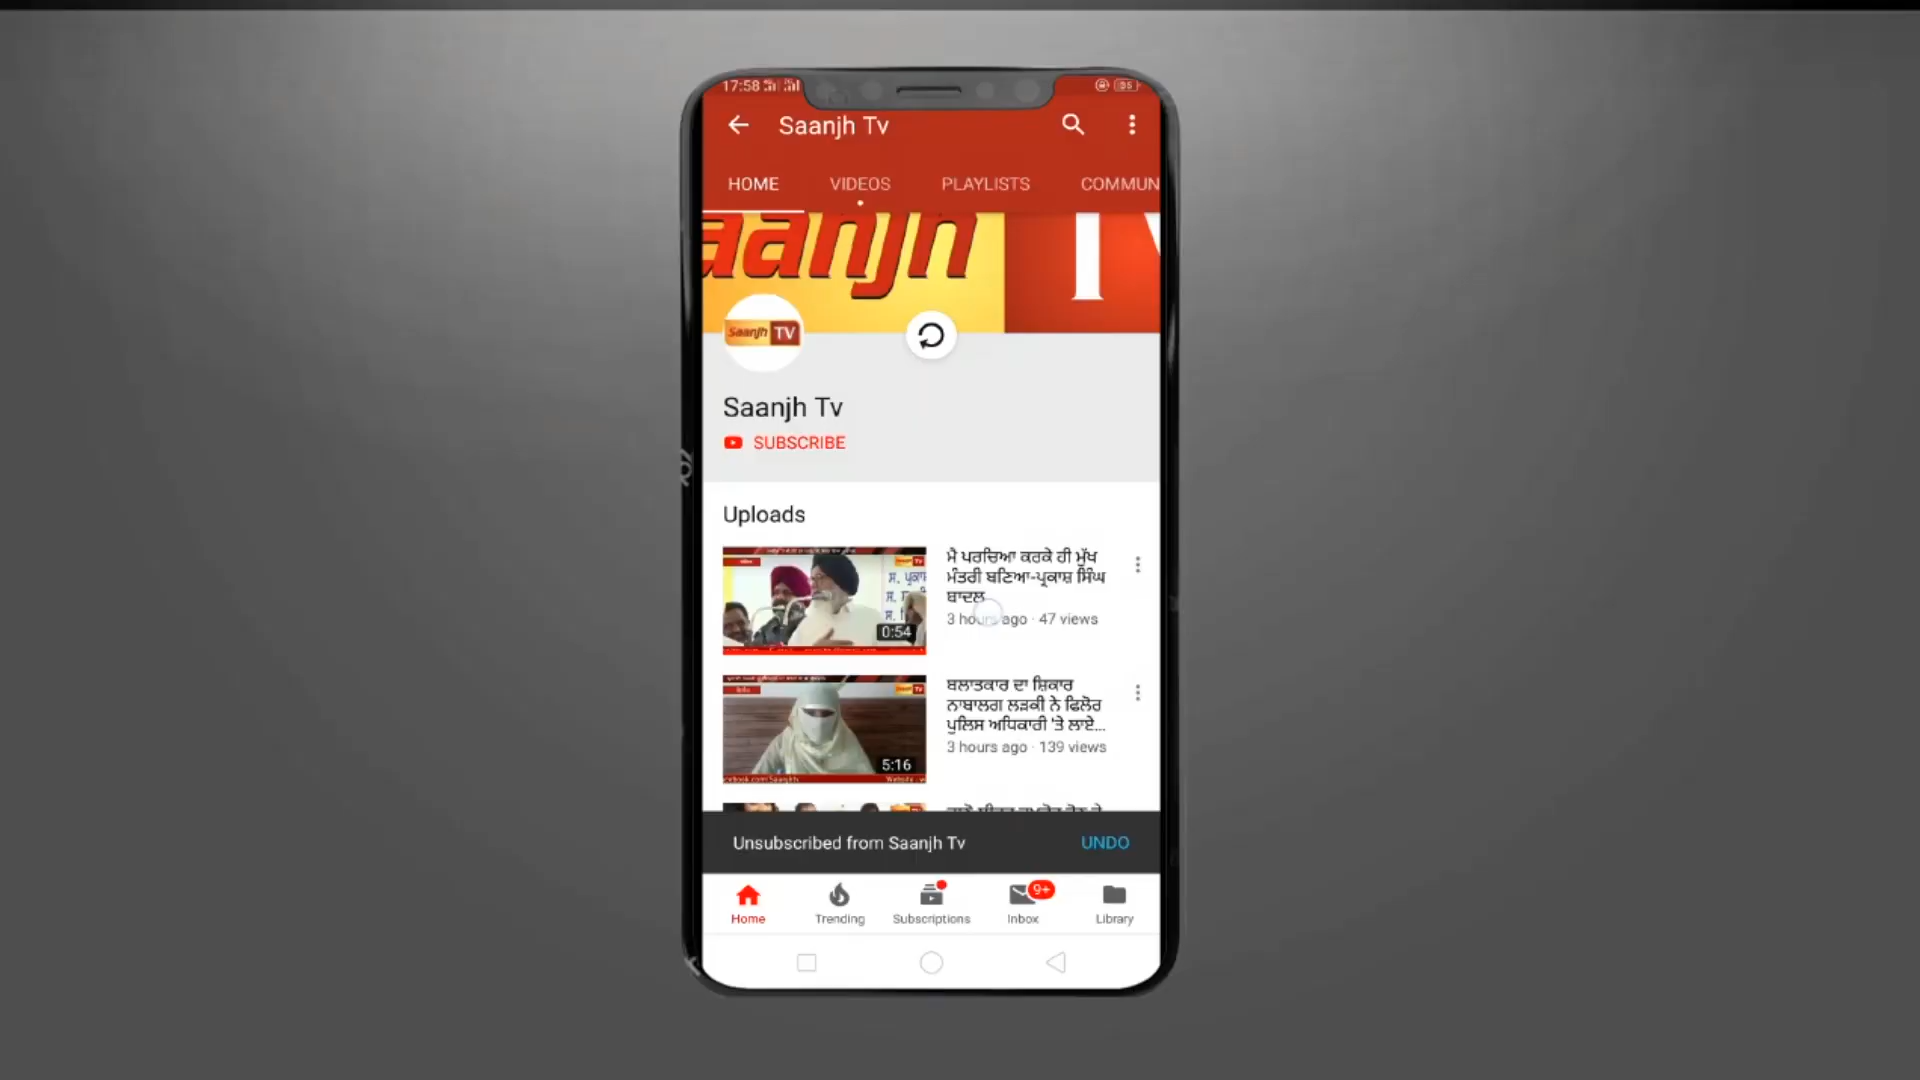 17:58
Saanjh Tv
HOME VIDEOS PLAYLISTS COMMUN
aanjh TV
Saanjh TV
Saanjh Tv
SUBSCRIBE
Uploads
ਮੈ ਪਰਚਿਆ ਕਰਕੇ ਹੀ ਮੁੱਖ
ਮੰਤਰੀ ਬਣਿਆ-ਪ੍ਰਕਾਸ਼ ਸਿੰਘ
ਬਾਦਲ
3 hours ago · 47 views
0:54
ਬਲਾਤਕਾਰ ਦਾ ਸ਼ਿਕਾਰ
ਨਾਬਾਲਗ ਲੜਕੀ ਨੇ ਫਿਲੋਰ
ਪੁਲਿਸ ਅਧਿਕਾਰੀ 'ਤੇ ਲਾਏ...
3 hours ago · 139 views
5:16
Unsubscribed from Saanjh Tv UNDO
9+
Home Trending Subscriptions Inbox Library